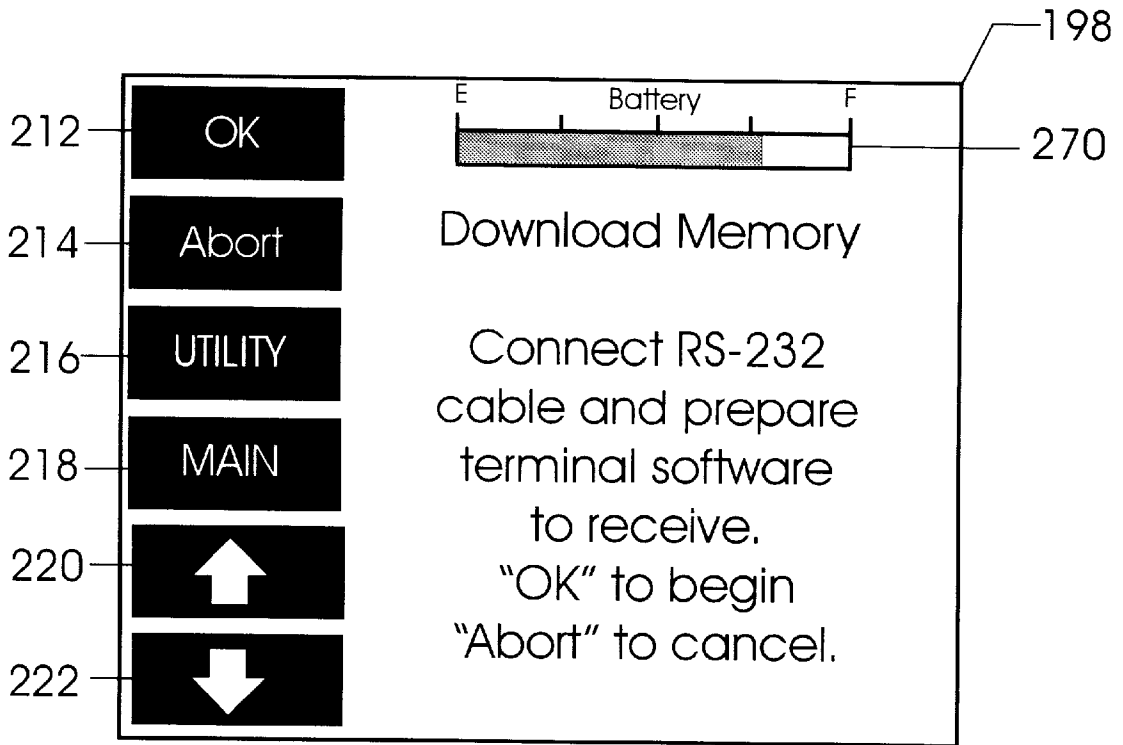 198
212
OK
E Battery F
270
214
Abort
Download Memory
216
UTILITY
Connect RS-232
cable and prepare
218
MAIN
terminal software
to receive.
220
"OK" to begin
"Abort" to cancel.
222